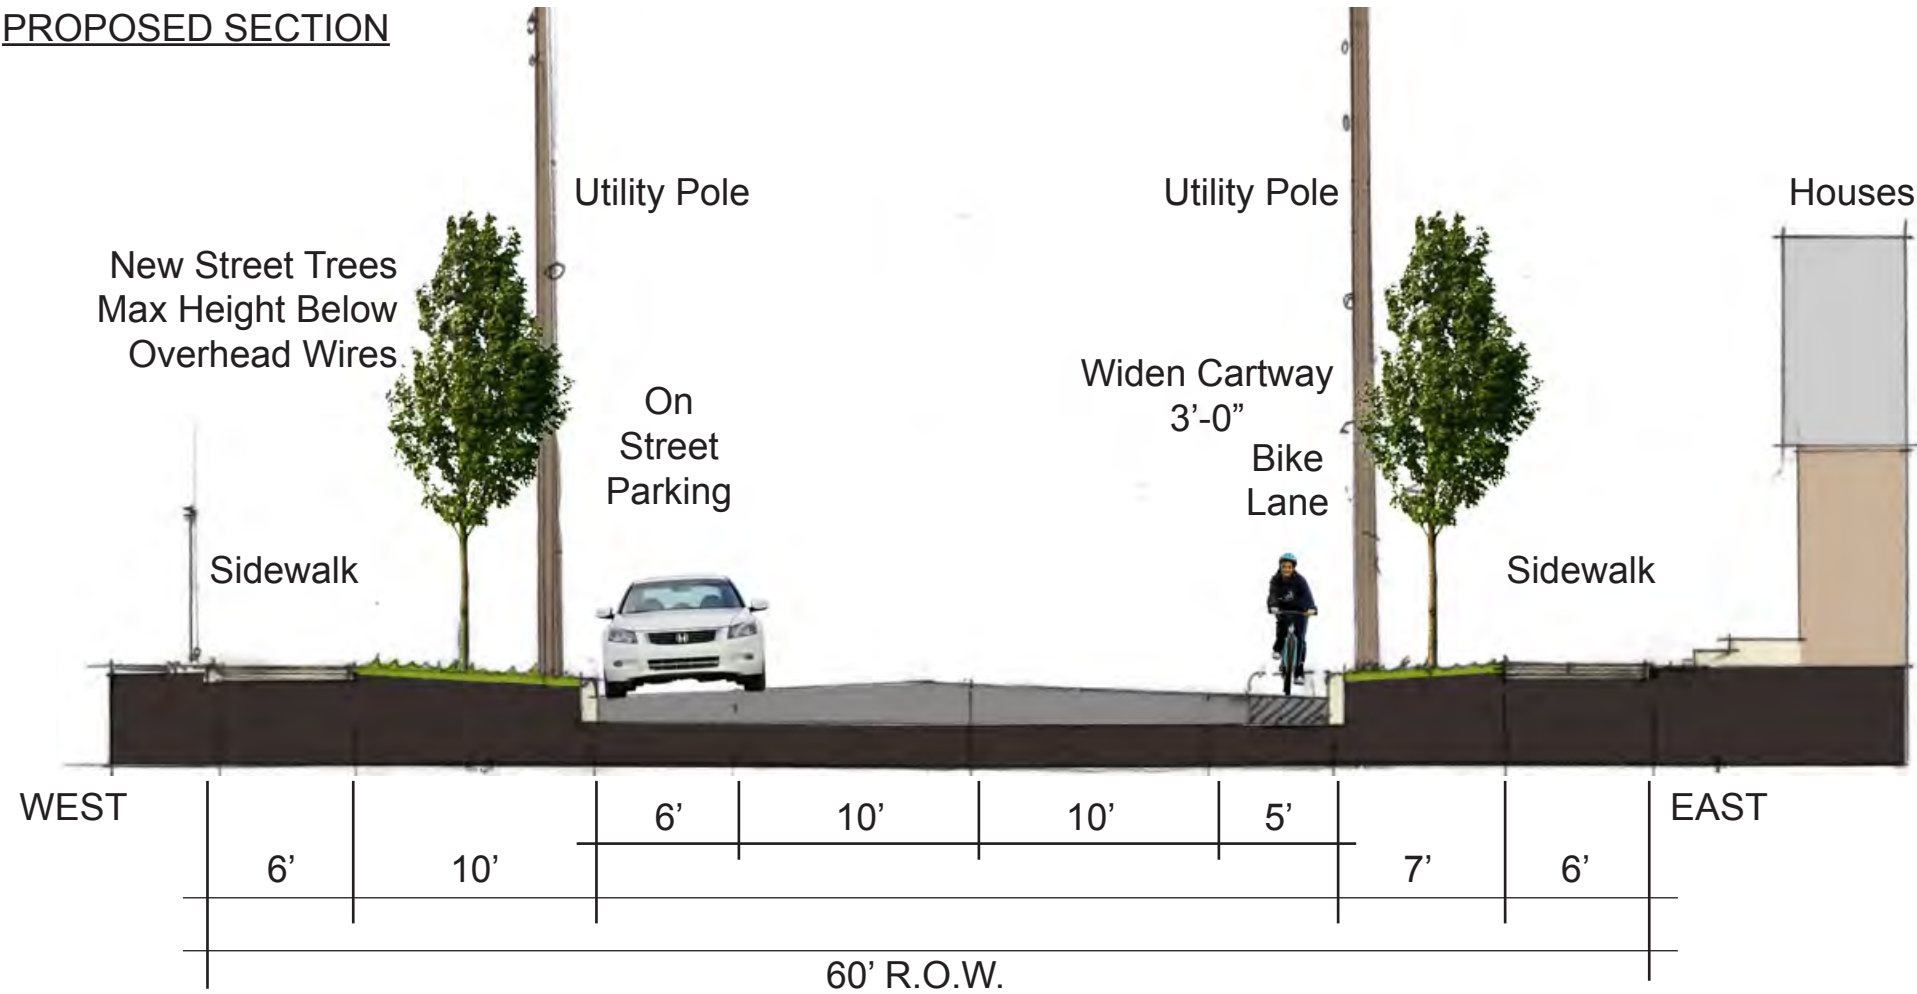 PROPOSED SECTION
Utility Pole
Utility Pole
Houses
New Street Trees
Max Height Below
Overhead Wires
On
Street
Parking
Widen Cartway
3’-0”
Bike
Lane
Sidewalk
Sidewalk
WEST
EAST
6’
10’
10’
5’
6’
10’
7’
6’
60’ R.O.W.